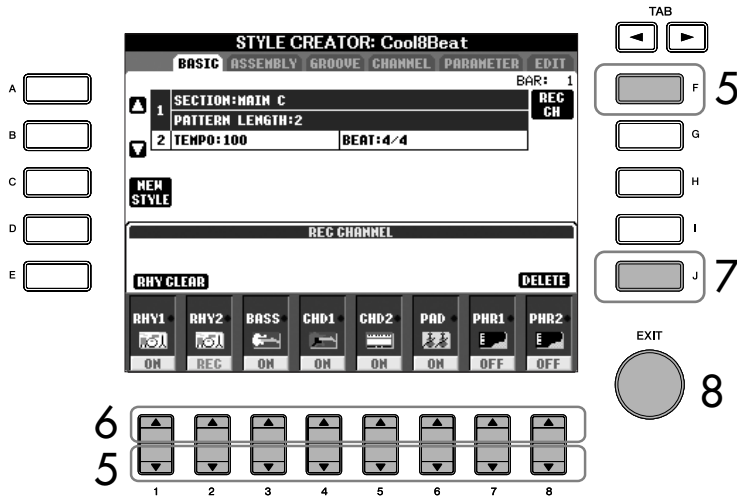 TAB
STYLE CREATOR: Cool8Beat
BASIC ASSEMBLY GROOVE CHANNEL PARAMETER EDIT
BAR: 1
1 SECTION:MAIN C
PATTERN LENGTH:2
2 TEMPO:100 BEAT:4/4
REC
CH
NEW
STYLE
REC CHANNEL
RHY CLEAR DELETE
RHY1 RHY2 BASS CHD1 CHD2 PAD PHR1 PHR2
ON REC ON ON ON ON OFF OFF
A
B
C
D
E
F 5
G
H
I
J 7
EXIT
8
6
5
1 2 3 4 5 6 7 8